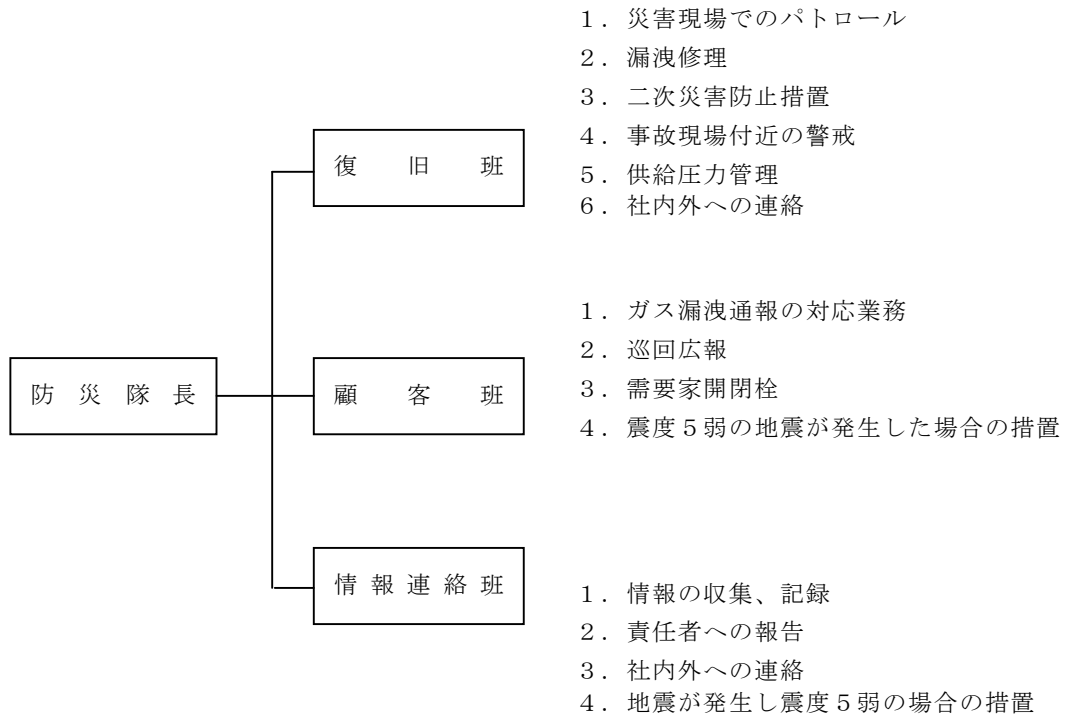 １．災害現場でのパトロール
２．漏洩修理
３．二次災害防止措置
４．事故現場付近の警戒
５．供給圧力管理
６．社内外への連絡
復旧班
１．ガス漏洩通報の対応業務
２．巡回広報
３．需要家開閉栓
４．震度５弱の地震が発生した場合の措置
防災隊長
顧客班
情報連絡班
１．情報の収集、記録
２．責任者への報告
３．社内外への連絡
４．地震が発生し震度５弱の場合の措置